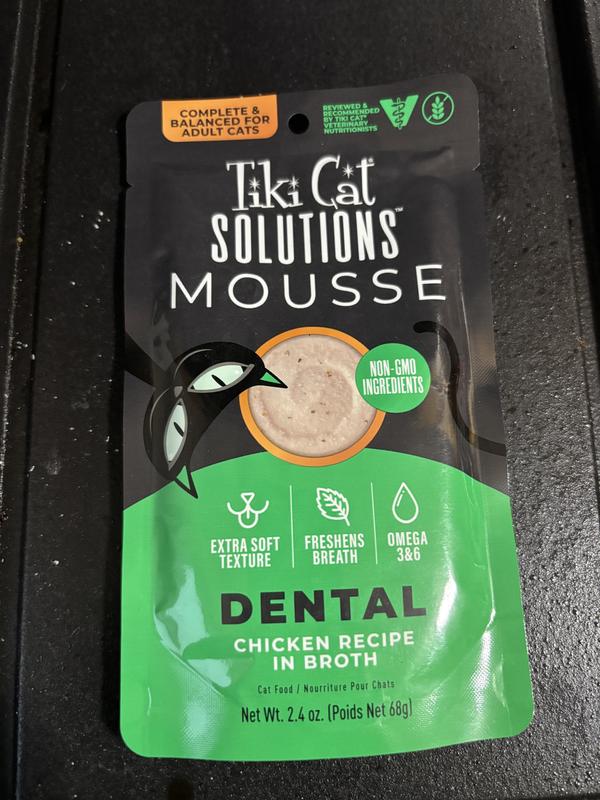 COMPLETE &
BALANCED FOR
ADULT CATS
REVIEWED &
RECOMMENDED
BY TIKI CAT®
VETERINARY
NUTRITIONISTS
Tiki Cat®
SOLUTIONS™
MOUSSE
NON-GMO
INGREDIENTS
EXTRA SOFT
TEXTURE
FRESHENS
BREATH
OMEGA
3&6
DENTAL
CHICKEN RECIPE
IN BROTH
Cat Food / Nourriture Pour Chats
Net Wt. 2.4 oz. (Poids Net 68g)